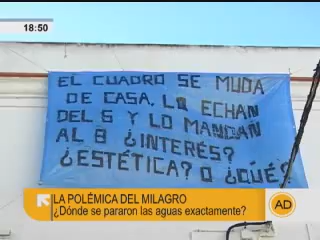 18:50
EL CUADRO SE MUDA
DE CASA, LO ECHAN
DEL 6 Y LO MANDAN
AL 8 ¿INTERÉS?
¿ESTÉTICA? O ¿QÚE?
LA POLÉMICA DEL MILAGRO
¿Dónde se pararon las aguas exactamente?
AD